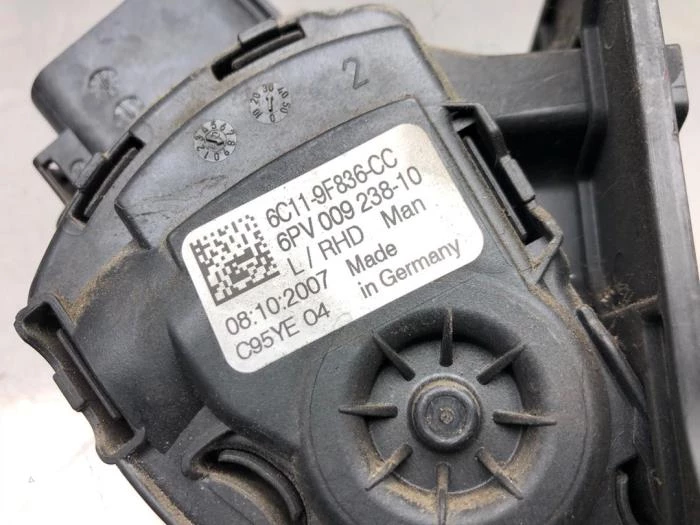 2
6C11-9F836-CC
6PV 009 238-10
L / RHD Man
08:10:2007 Made
C95YE 04 in Germany